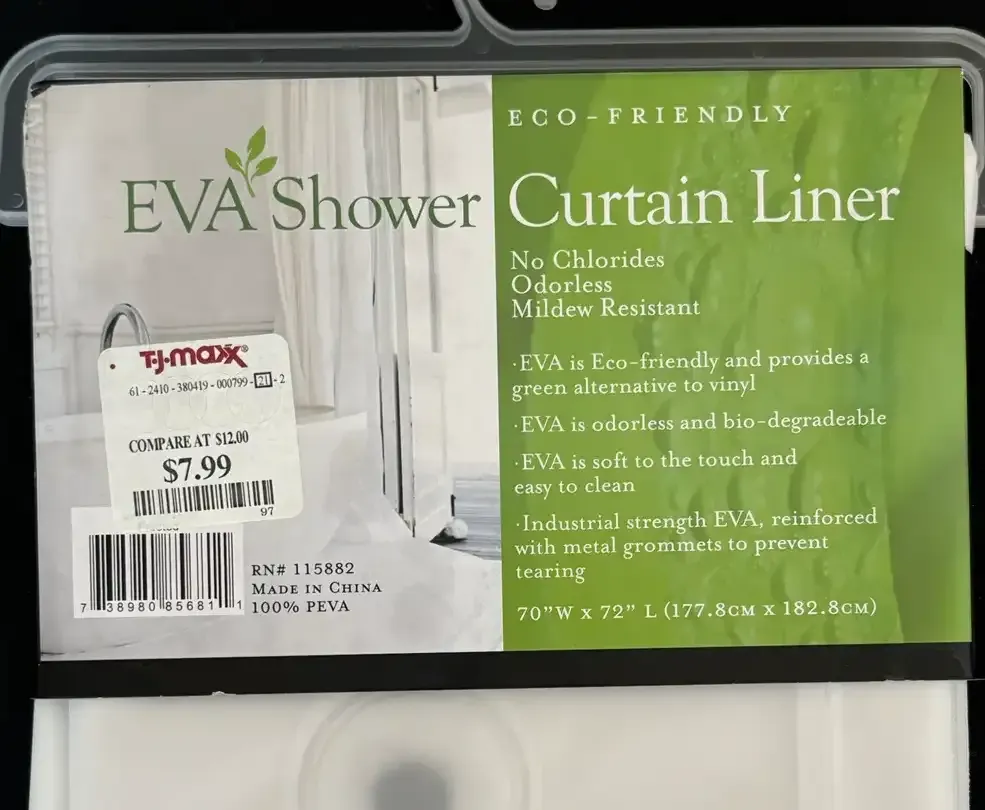 ECO-FRIENDLY
EVA Shower Curtain Liner
No Chlorides
Odorless
Mildew Resistant
·EVA is Eco-friendly and provides a
green alternative to vinyl
·EVA is odorless and bio-degradeable
·EVA is soft to the touch and
easy to clean
·Industrial strength EVA, reinforced
with metal grommets to prevent
tearing
70"W x 72" L (177.8CM X 182.8CM)
T·J·maxx®
61-2410-380419-000799-21-2
COMPARE AT $12.00
$7.99
97
7 38980 85681 1
RN# 115882
MADE IN CHINA
100% PEVA